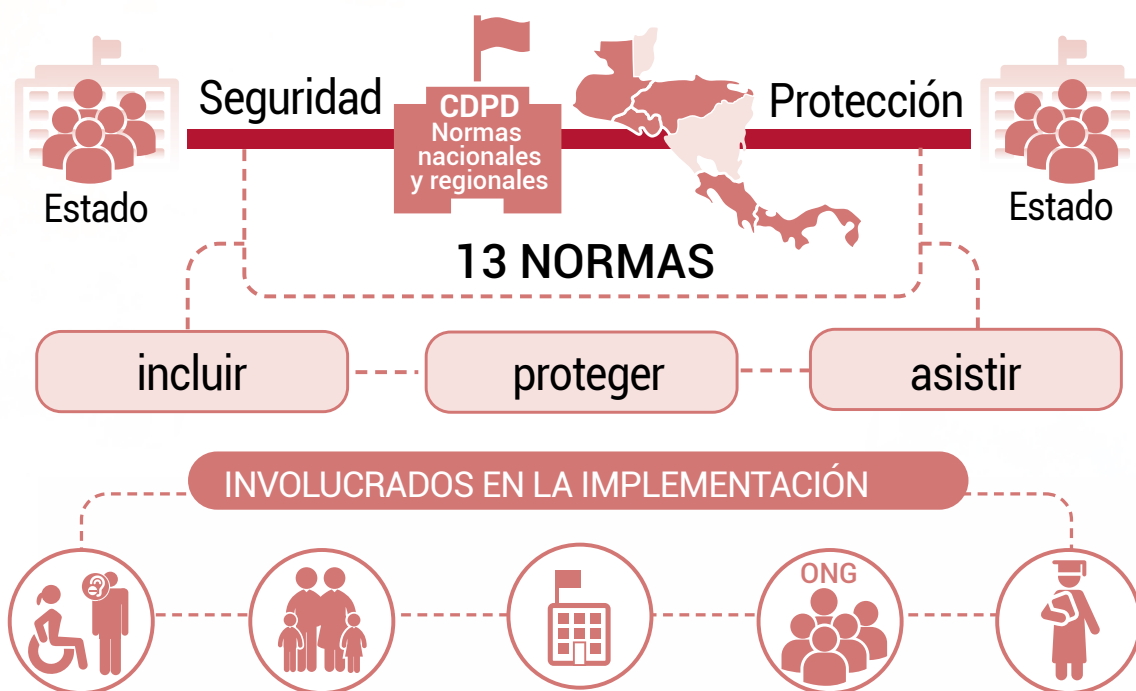 Seguridad
CDPD
Normas
nacionales
y regionales
Protección
Estado
Estado
13 NORMAS
incluir
proteger
asistir
INVOLUCRADOS EN LA IMPLEMENTACIÓN
ONG